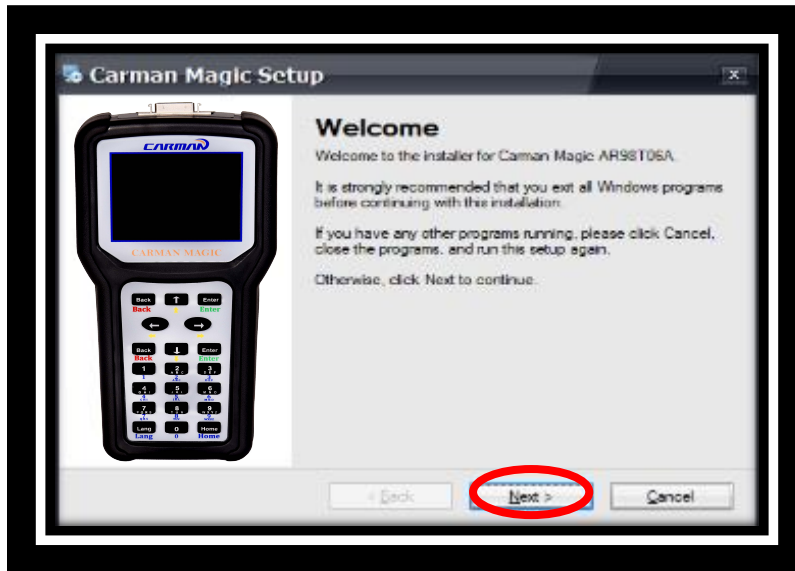 Carman Magic Setup
Welcome
Welcome to the installer for Carman Magic AR98T06A
It is strongly recommended that you exit all Windows programs
before continuing with this installation.
If you have any other programs running, please click Cancel,
close the programs, and run this setup again.
Otherwise, click Next to continue.
CARMAN
CARMAN MAGIC
Back ↑ Enter
Back Enter
← →
Back ↓ Enter
Back Enter
1 2 3
4 5 6
7 8 9
Lang 0 Home
Lang 0 Home
< Back Next > Cancel